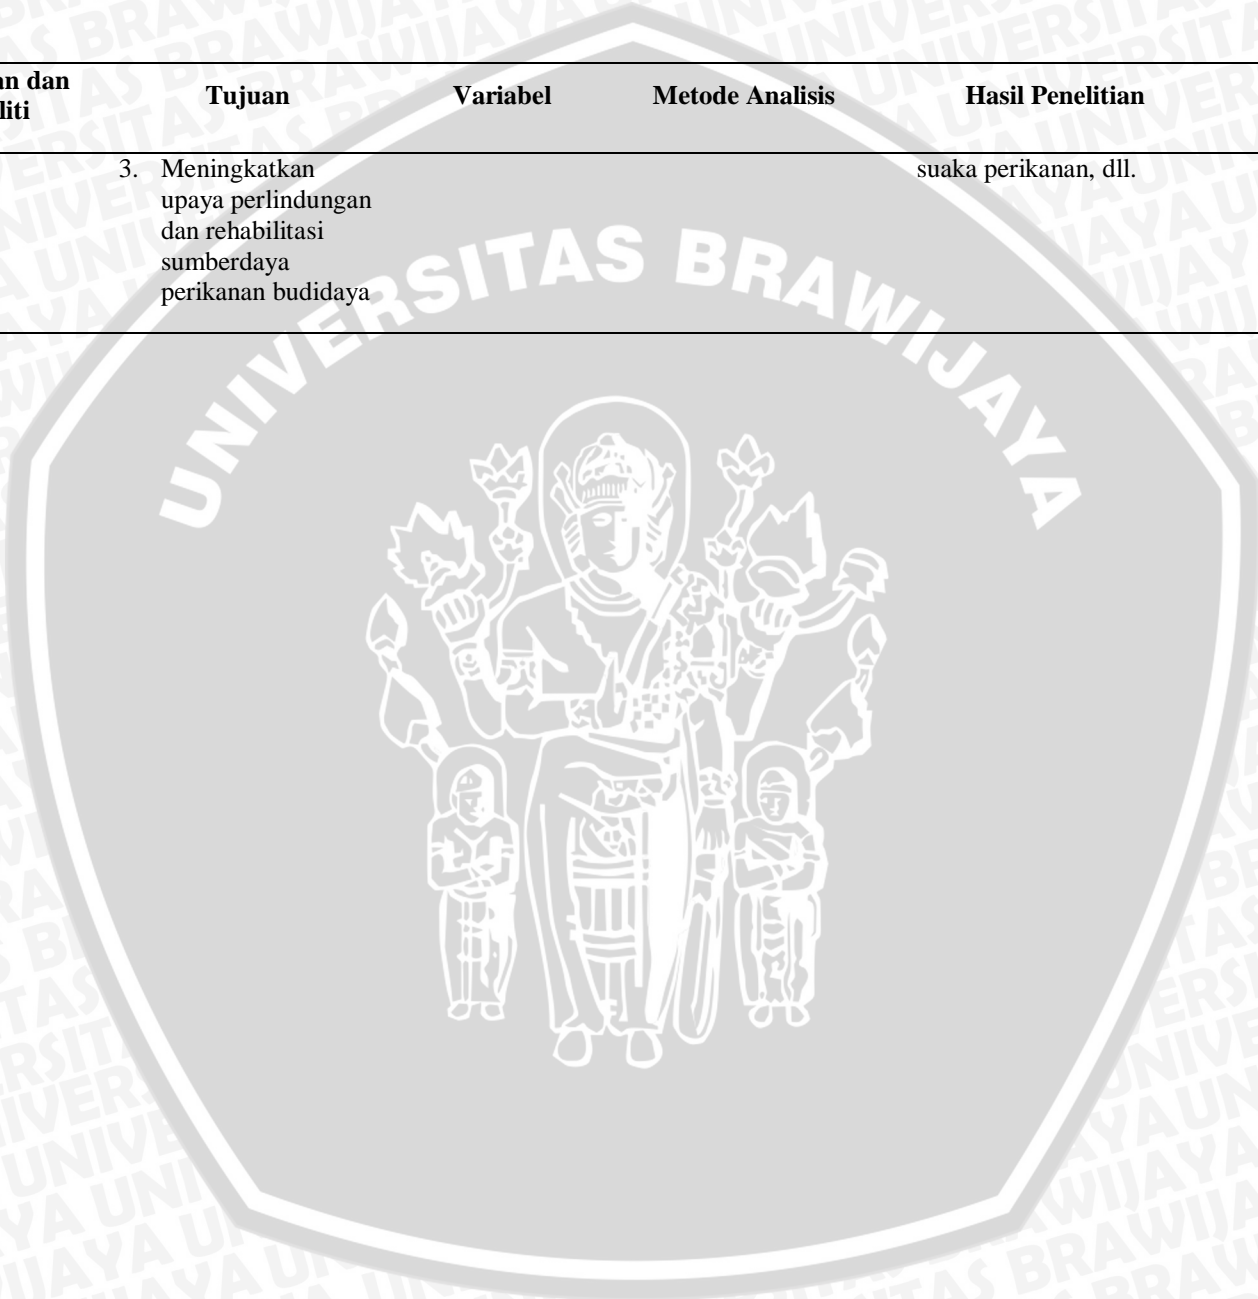 an dan
liti
Tujuan
Variabel
Metode Analisis
Hasil Penelitian
3. Meningkatkan
upaya perlindungan
dan rehabilitasi
sumberdaya
perikanan budidaya
suaka perikanan, dll.
UNIVERSITAS BRAWIJAYA